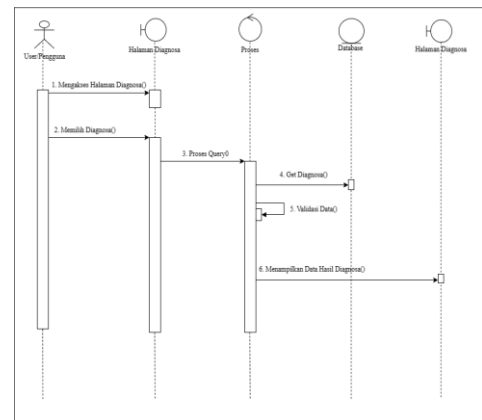 User/Pengguna
Halaman Diagnosa
Proses
Database
Halaman Diagnosa
1. Mengakses Halaman Diagnosa()
2. Memilih Diagnosa()
3. Proses Query0
4. Get Diagnosa()
5. Validasi Data()
6. Menampilkan Data Hasil Diagnosa()